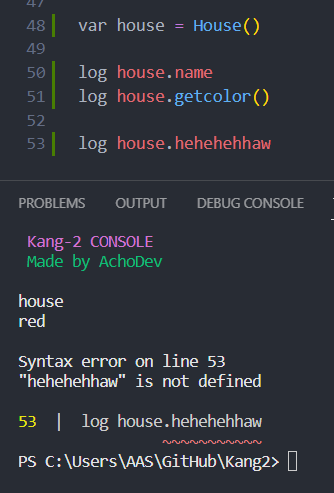 47
48 var house = House()
49
50 log house.name
51 log house.getcolor()
52
53 log house.hehehehhaw
PROBLEMS OUTPUT DEBUG CONSOLE
Kang-2 CONSOLE
Made by AchoDev
house
red
Syntax error on line 53
"hehehehhaw" is not defined
53 | log house.hehehehhaw
~~~~~~~~~~~
PS C:\Users\AAS\GitHub\Kang2>